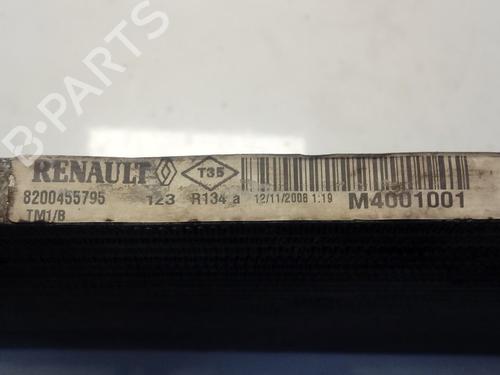 B-PARTS
RENAULT T35
8200455795 123 R134 a 12/11/2008 1:19 M4001001
TM1/B